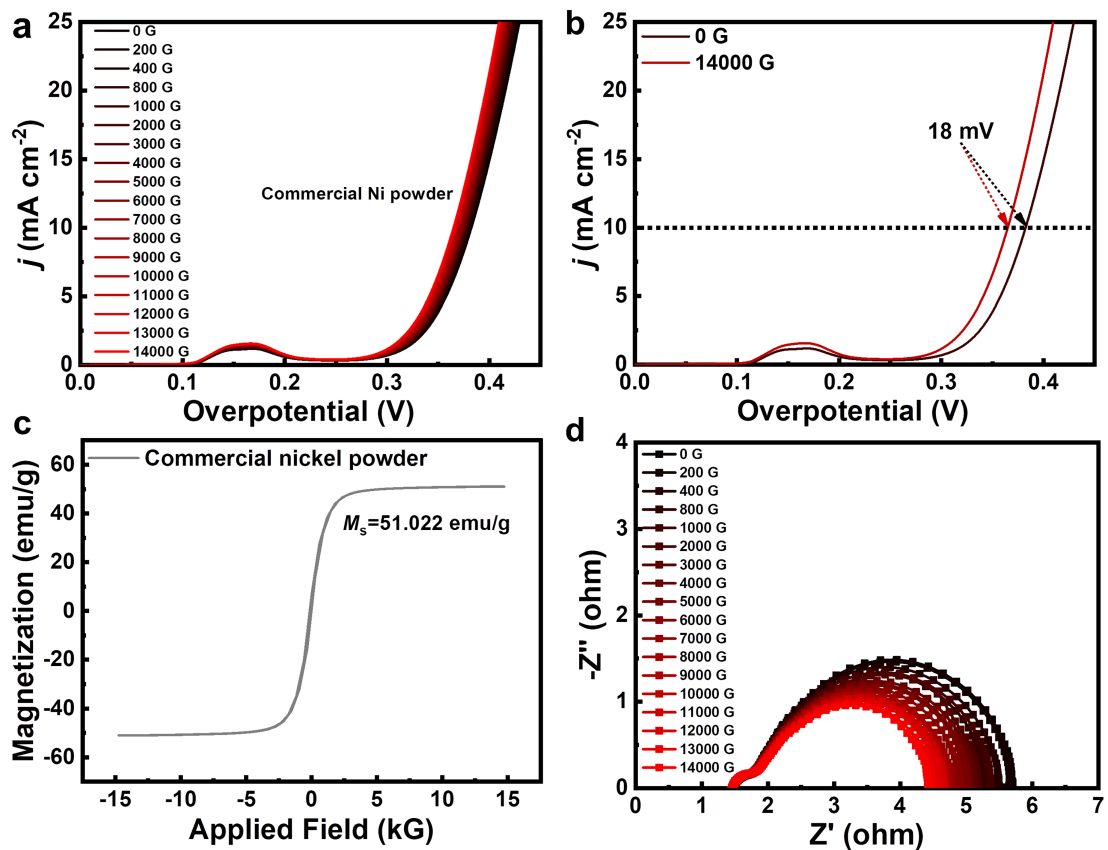 a
0 G
200 G
400 G
800 G
1000 G
2000 G
3000 G
4000 G
5000 G
6000 G
7000 G
8000 G
9000 G
10000 G
11000 G
12000 G
13000 G
14000 G
Commercial Ni powder
25
20
15
10
5
0
j (mA cm⁻²)
0.0 0.1 0.2 0.3 0.4
Overpotential (V)
b
0 G
14000 G
18 mV
25
20
15
10
5
0
j (mA cm⁻²)
0.0 0.1 0.2 0.3 0.4
Overpotential (V)
c
Commercial nickel powder
Mₛ=51.022 emu/g
60
40
20
0
-20
-40
-60
Magnetization (emu/g)
-15 -10 -5 0 5 10 15
Applied Field (kG)
d
0 G
200 G
400 G
800 G
1000 G
2000 G
3000 G
4000 G
5000 G
6000 G
7000 G
8000 G
9000 G
10000 G
11000 G
12000 G
13000 G
14000 G
4
3
2
1
0
-Z'' (ohm)
0 1 2 3 4 5 6 7
Z' (ohm)